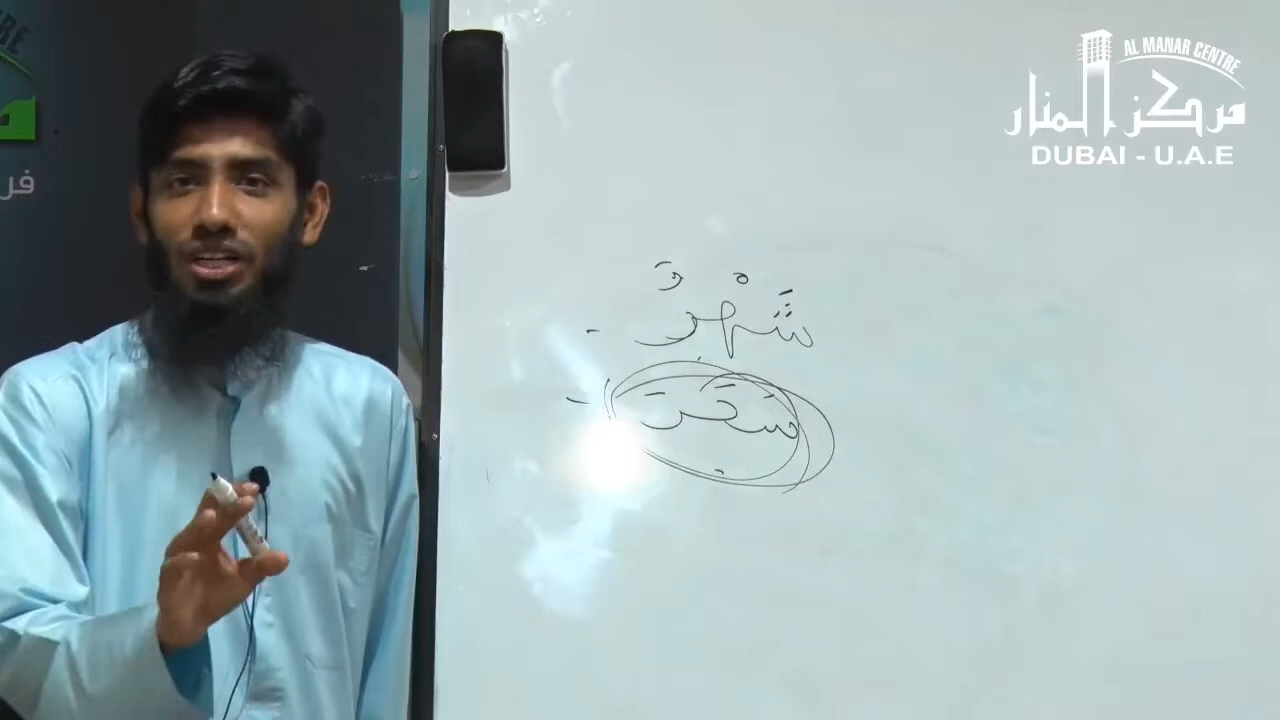 AL MANAR CENTRE
مركز المنار
DUBAI - U.A.E
شَهْرٌ